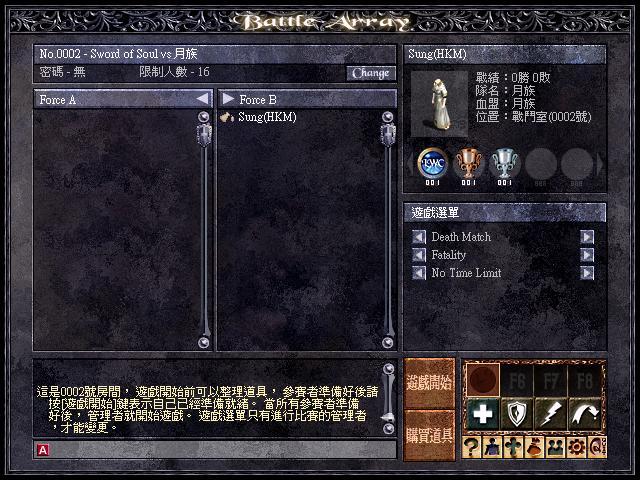 Battle Array
No.0002 - Sword of Soul vs 月族
密碼 - 無 限制人數 - 16 Change
Force A
Force B
Sung(HKM)
Sung(HKM)
戰績：0勝 0敗
隊名：月族
血盟：月族
位置：戰鬥室(0002號)
LWC
001 001 001 000 000
遊戲選單
Death Match
Fatality
No Time Limit
這是0002號房間， 遊戲開始前可以整理道具， 參賽者準備好後請
按[遊戲開始]鍵表示自己已經準備就緒。 當所有參賽者準備
好後， 管理者就開始遊戲。 遊戲選單只有進行比賽的管理者
，才能變更。
A
遊戲開始
購買道具
F6 F7 F8
?